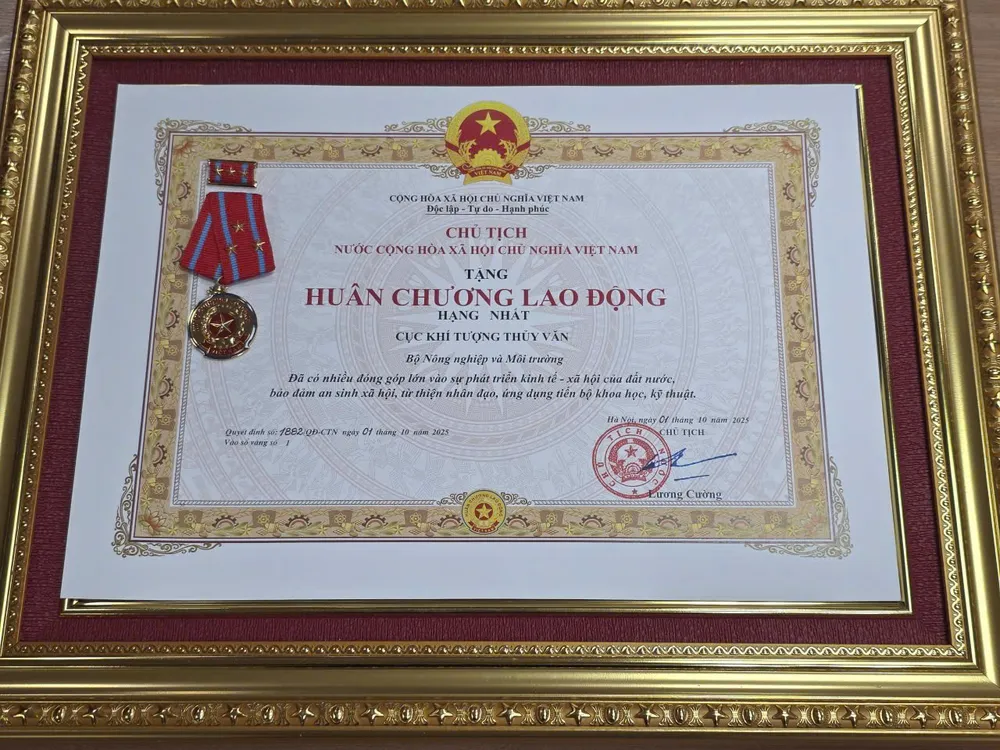 VIỆT NAM
CỘNG HÒA XÃ HỘI CHỦ NGHĨA VIỆT NAM
Độc lập - Tự do - Hạnh phúc
CHỦ TỊCH
NƯỚC CỘNG HÒA XÃ HỘI CHỦ NGHĨA VIỆT NAM
TẶNG
HUÂN CHƯƠNG LAO ĐỘNG
HẠNG NHẤT
CỤC KHÍ TƯỢNG THỦY VĂN
Bộ Nông nghiệp và Môi trường
Đã có nhiều đóng góp lớn vào sự phát triển kinh tế - xã hội của đất nước,
bảo đảm an sinh xã hội, từ thiện nhân đạo, ứng dụng tiến bộ khoa học, kỹ thuật.
Quyết định số: 1882/QĐ-CTN ngày 01 tháng 10 năm 2025
Vào sổ vàng số 1
Hà Nội, ngày 01 tháng 10 năm 2025
CHỦ TỊCH
CHỦ TỊCH NƯỚC
Lương Cường